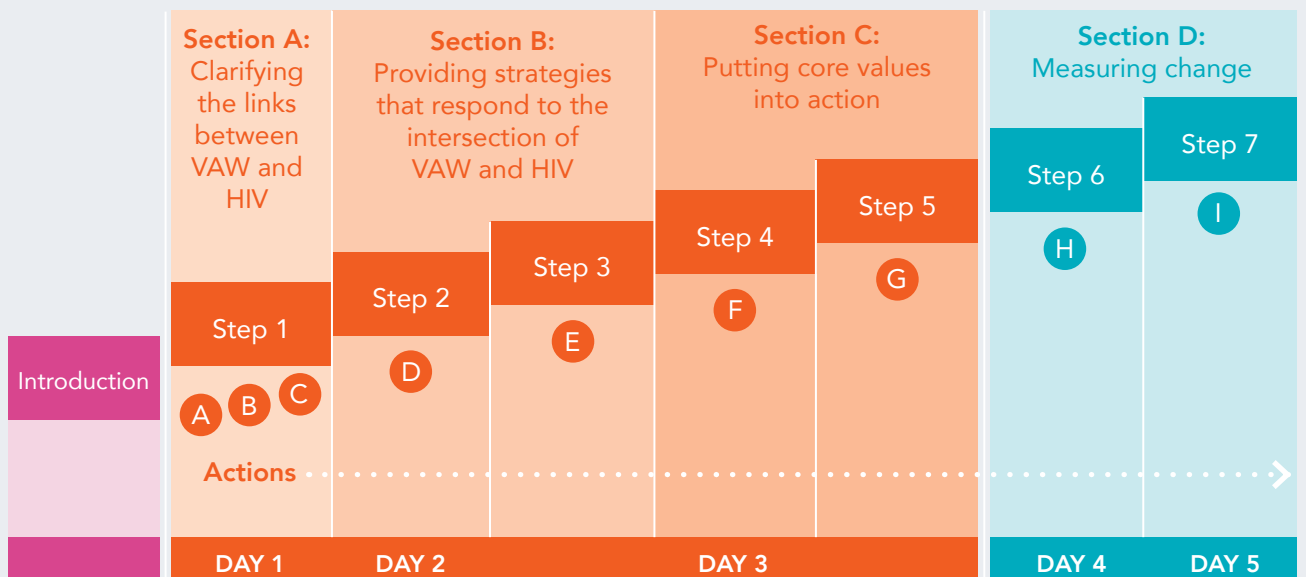 Section A:
Clarifying
the links
between
VAW and
HIV
Section B:
Providing strategies
that respond to the
intersection of
VAW and HIV
Section C:
Putting core values
into action
Section D:
Measuring change
Introduction
Step 1
Step 2
Step 3
Step 4
Step 5
Step 6
Step 7
A
B
C
D
E
F
G
H
I
Actions
DAY 1
DAY 2
DAY 3
DAY 4
DAY 5